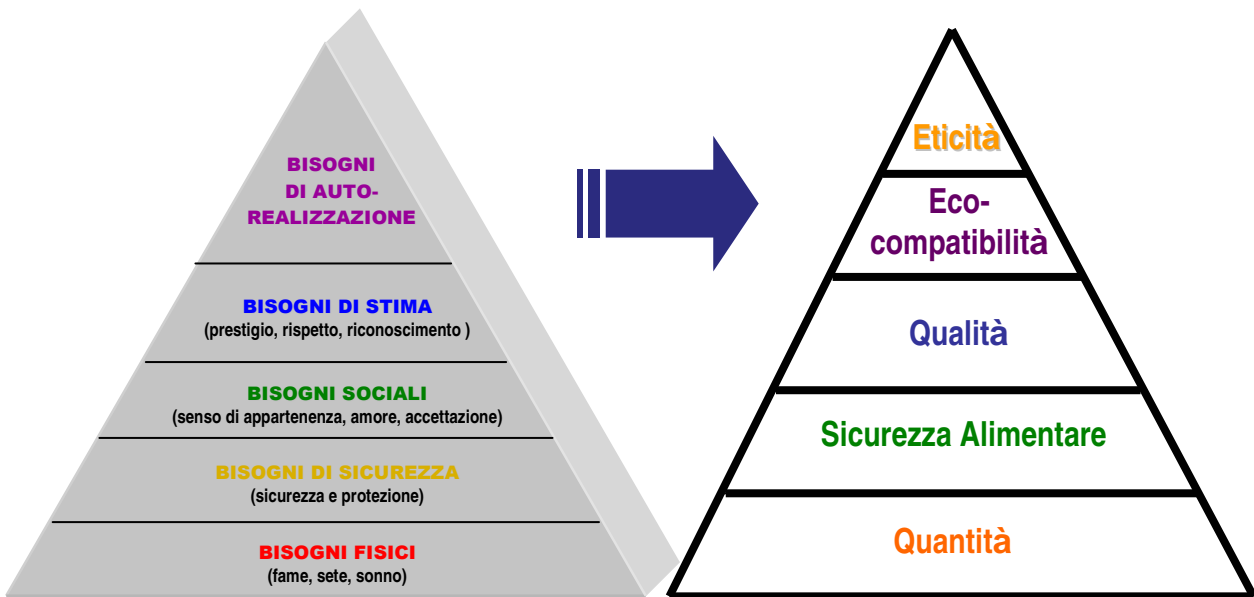 BISOGNI
DI AUTO-
REALIZZAZIONE
BISOGNI DI STIMA
(prestigio, rispetto, riconoscimento )
BISOGNI SOCIALI
(senso di appartenenza, amore, accettazione)
BISOGNI DI SICUREZZA
(sicurezza e protezione)
BISOGNI FISICI
(fame, sete, sonno)
Eticità
Eco-
compatibilità
Qualità
Sicurezza Alimentare
Quantità